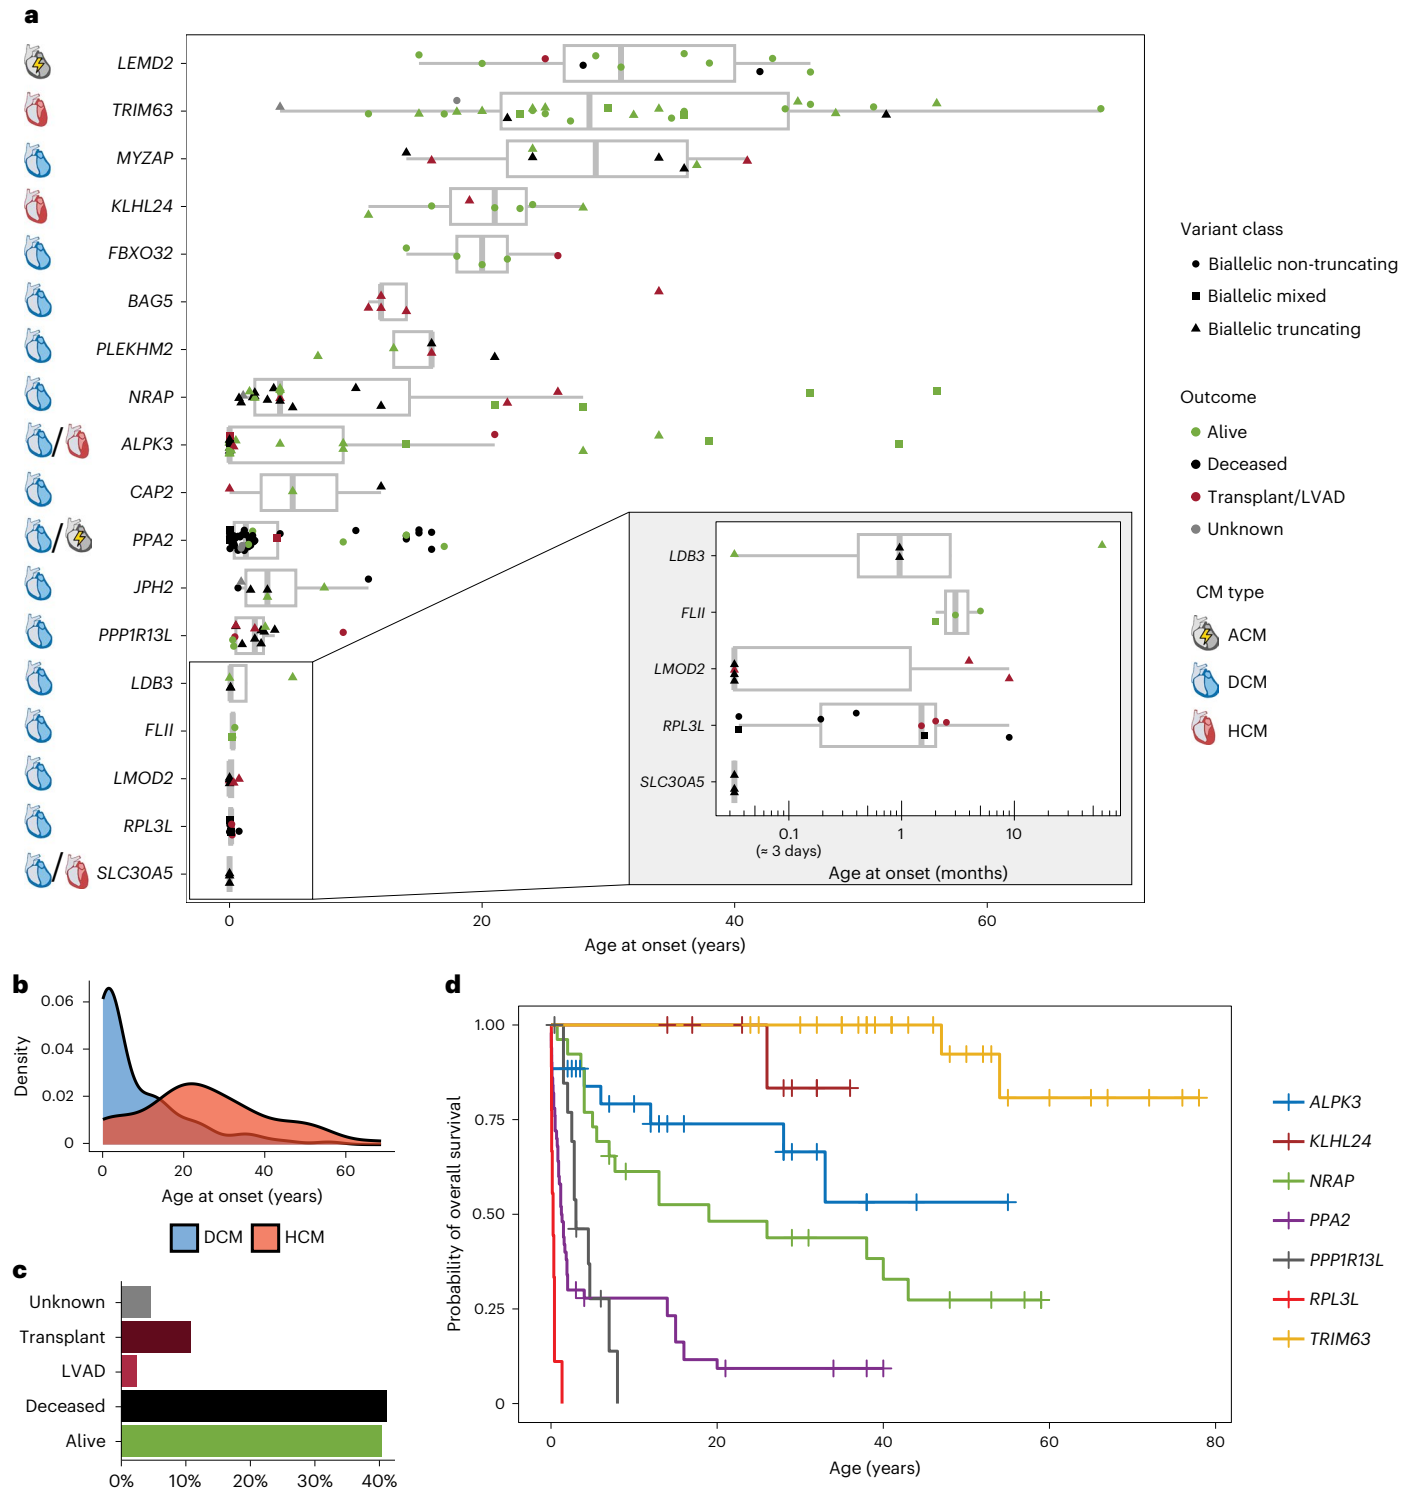 a
LEMD2
TRIM63
MYZAP
KLHL24
FBXO32
BAG5
PLEKHM2
NRAP
/ ALPK3
CAP2
/ PPA2
JPH2
PPP1R13L
LDB3
FLII
LMOD2
RPL3L
/ SLC30A5
0 20 40 60
Age at onset (years)
LDB3
FLII
LMOD2
RPL3L
SLC30A5
0.1 1 10
(≈ 3 days)
Age at onset (months)
Variant class
Biallelic non-truncating
Biallelic mixed
Biallelic truncating
Outcome
Alive
Deceased
Transplant/LVAD
Unknown
CM type
ACM
DCM
HCM
b
Density
0.06
0.04
0.02
0
0 20 40 60
Age at onset (years)
DCM HCM
c
Unknown
Transplant
LVAD
Deceased
Alive
0% 10% 20% 30% 40%
d
Probability of overall survival
1.00
0.75
0.50
0.25
0
0 20 40 60 80
Age (years)
ALPK3
KLHL24
NRAP
PPA2
PPP1R13L
RPL3L
TRIM63